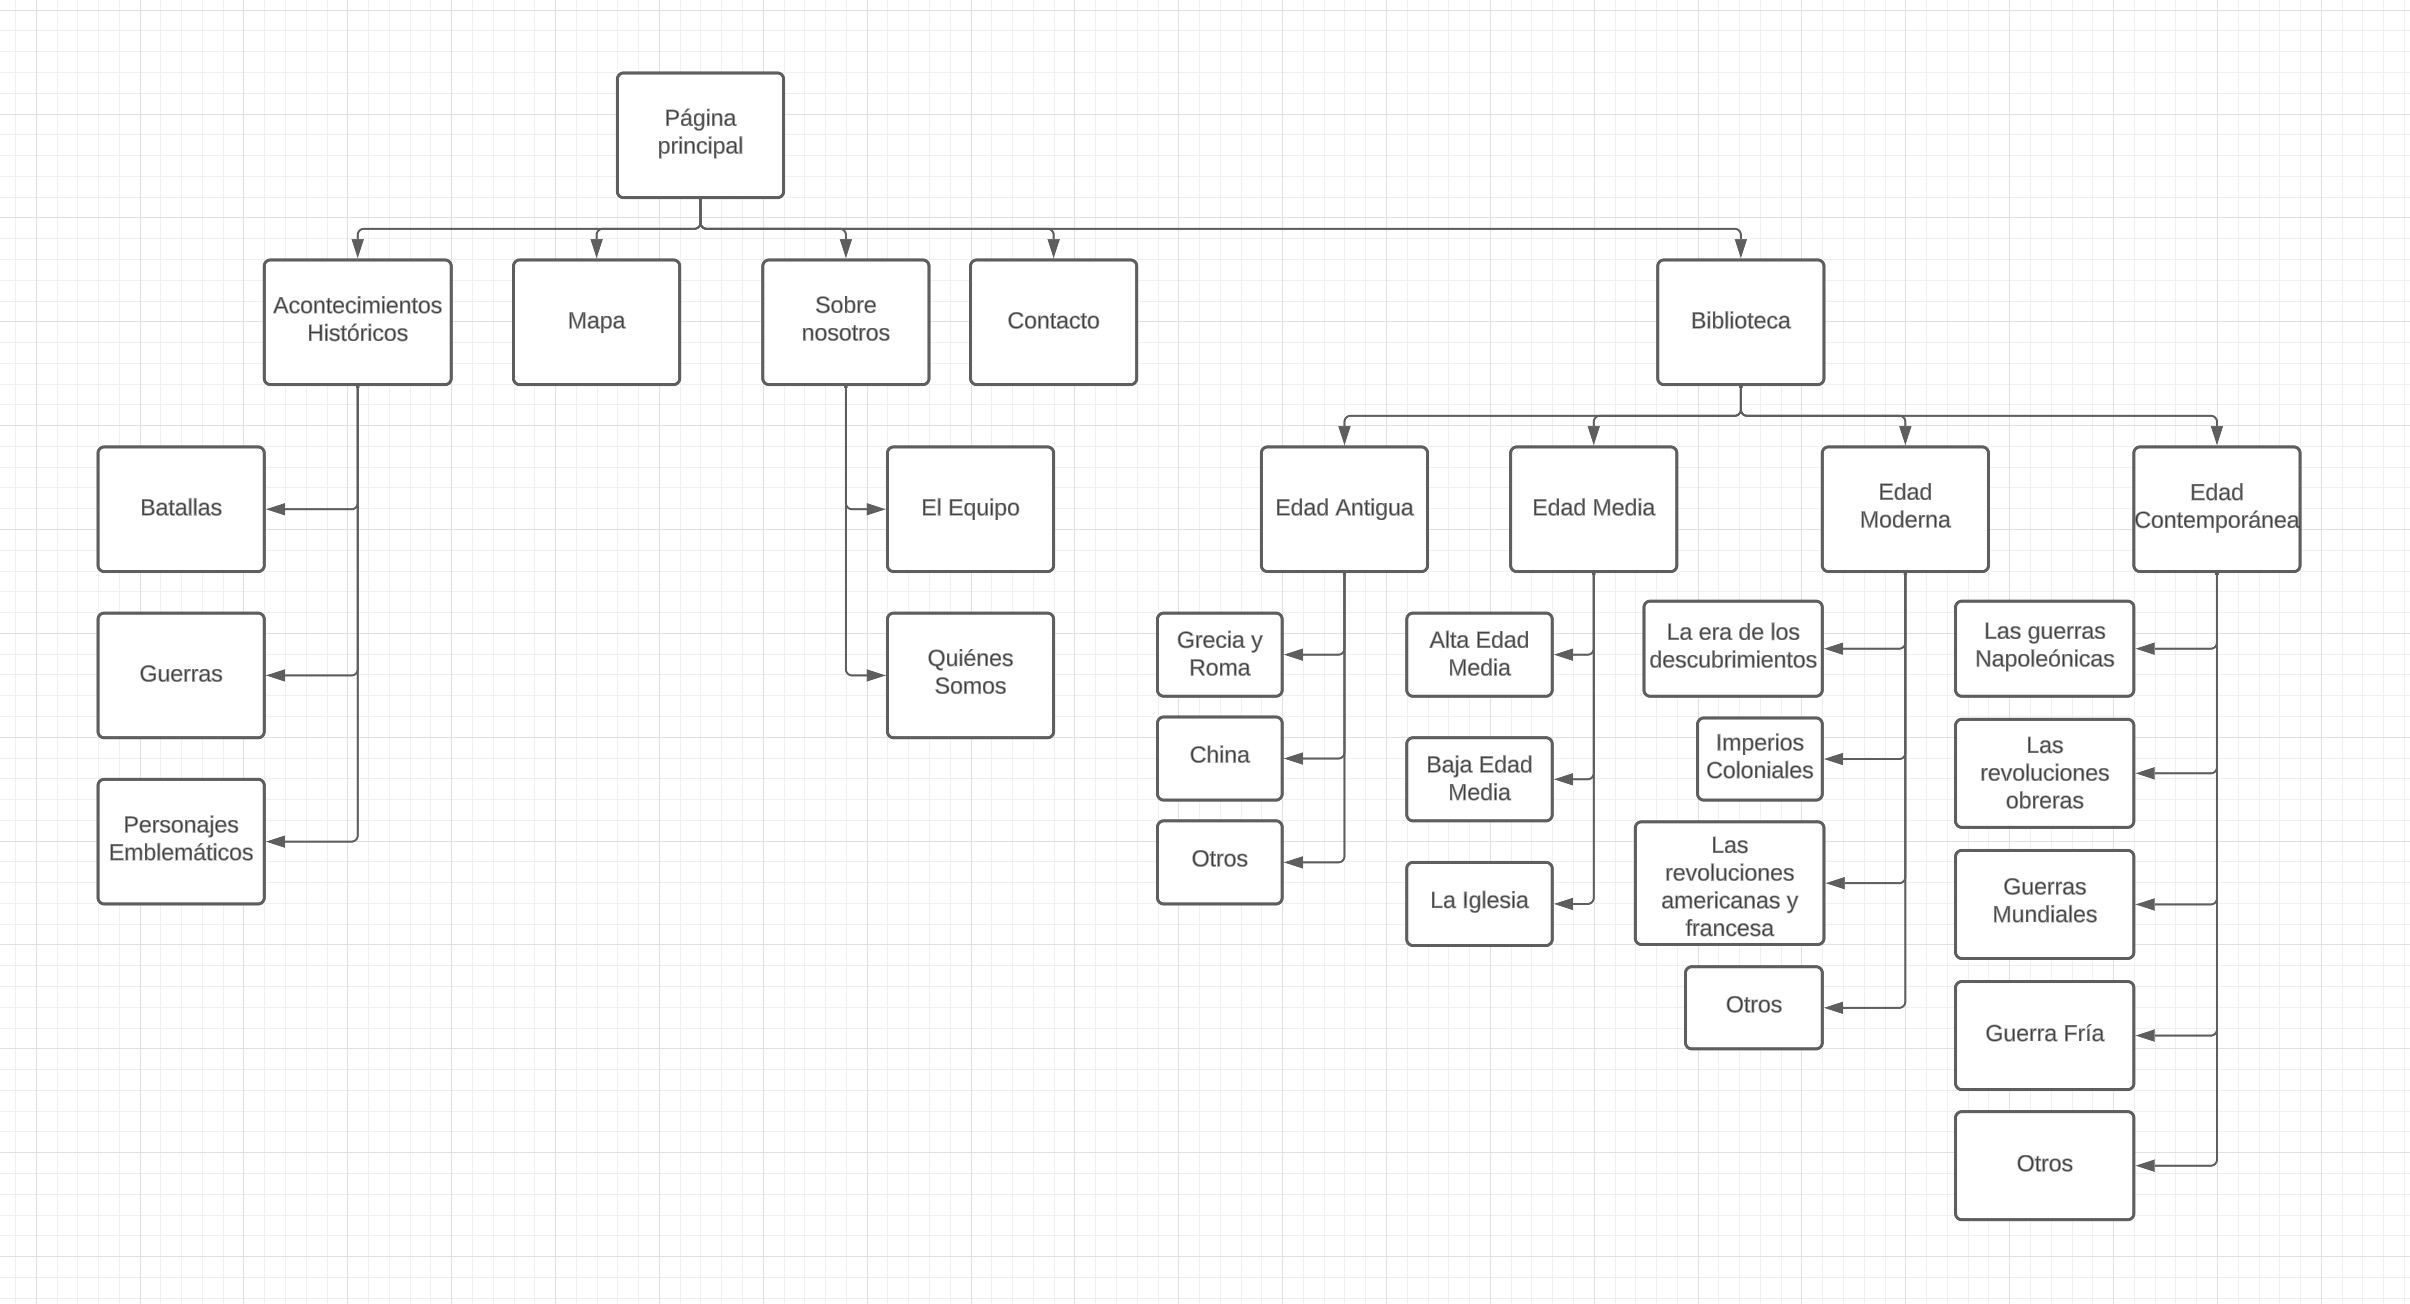 Página
principal
Acontecimientos
Históricos
Mapa
Sobre
nosotros
Contacto
Biblioteca
Batallas
Guerras
Personajes
Emblemáticos
El Equipo
Quiénes
Somos
Edad Antigua
Grecia y
Roma
China
Otros
Edad Media
Alta Edad
Media
Baja Edad
Media
La Iglesia
Edad
Moderna
La era de los
descubrimientos
Imperios
Coloniales
Las
revoluciones
americanas y
francesa
Otros
Edad
Contemporánea
Las guerras
Napoleónicas
Las
revoluciones
obreras
Guerras
Mundiales
Guerra Fría
Otros